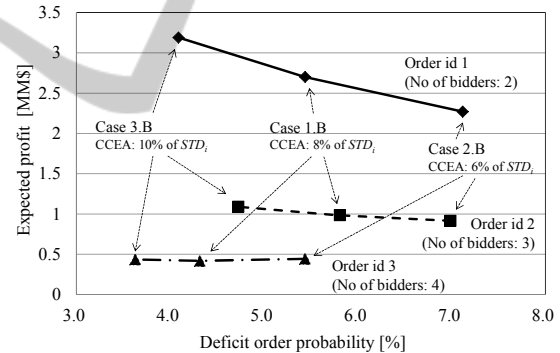 3.5
3
2.5
2
1.5
1
0.5
0
Expected profit [MM$]
Order id 1
(No of bidders: 2)
Case 3.B
CCEA: 10% of STDi
Case 1.B
CCEA: 8% of STDi
Case 2.B
CCEA: 6% of STDi
Order id 2
(No of bidders: 3)
Order id 3
(No of bidders: 4)
3.0 4.0 5.0 6.0 7.0 8.0
Deficit order probability [%]